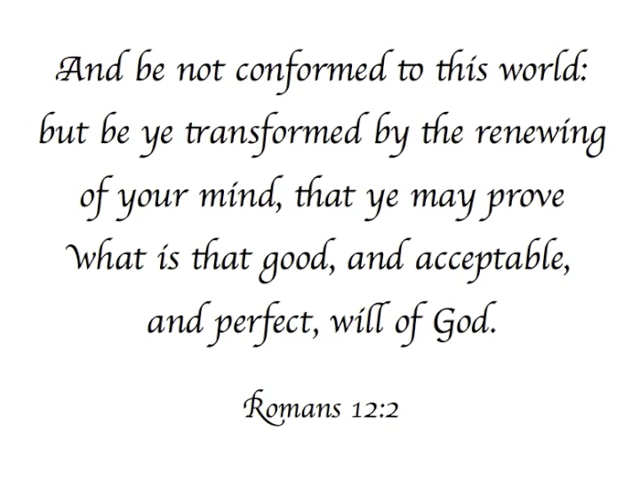 And be not conformed to this world:
but be ye transformed by the renewing
of your mind, that ye may prove
what is that good, and acceptable,
and perfect, will of God.
Romans 12:2